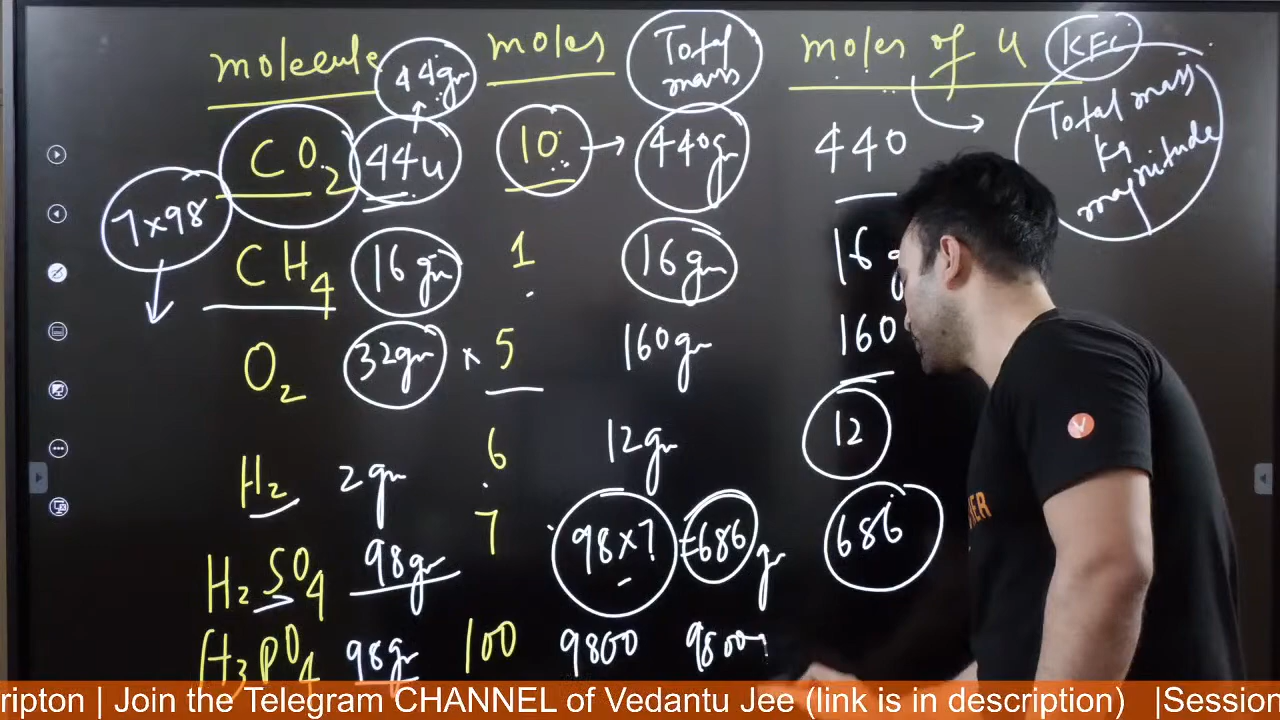 molecule 44gm moles Total mass moles of u KEC
CO2 44u 10 → 440gm 440 Total mass Ka magnitude
7×98
CH4 16gm 1 16gm 16g
O2 32gm × 5 160gm 160
H2 2gm 6 12gm 12
H2SO4 98gm 7 98×7 =686 gm 686
H3PO4 98gm 100 9800 9800
HER
V
ripton | Join the Telegram CHANNEL of Vedantu Jee (link is in description) |Session